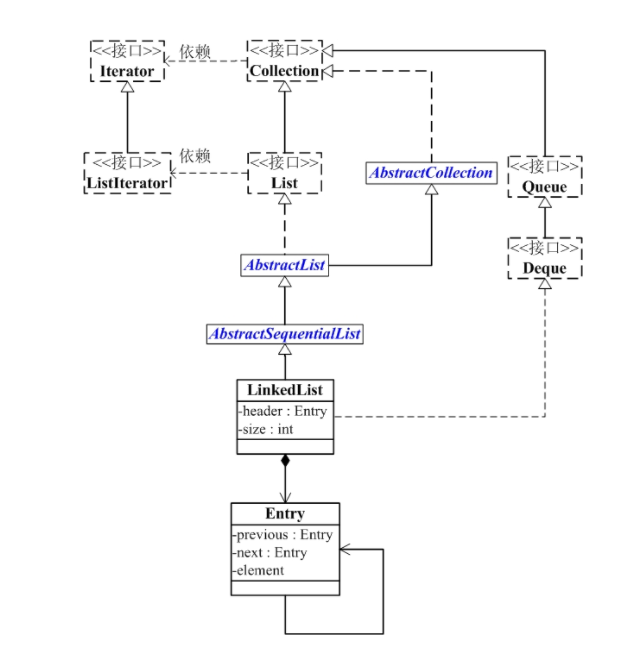 <<接口>>
Iterator
依赖
<<接口>>
Collection
<<接口>>
ListIterator
依赖
<<接口>>
List
AbstractCollection
<<接口>>
Queue
<<接口>>
Deque
AbstractList
AbstractSequentialList
LinkedList
-header : Entry
-size : int
Entry
-previous : Entry
-next : Entry
-element